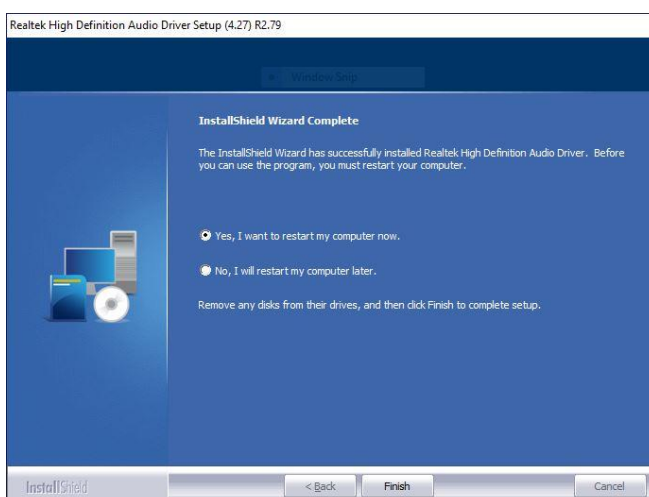 Realtek High Definition Audio Driver Setup (4.27) R2.79
Window Snip
InstallShield Wizard Complete
The InstallShield Wizard has successfully installed Realtek High Definition Audio Driver. Before
you can use the program, you must restart your computer.
Yes, I want to restart my computer now.
No, I will restart my computer later.
Remove any disks from their drives, and then click Finish to complete setup.
InstallShield
< Back
Finish
Cancel